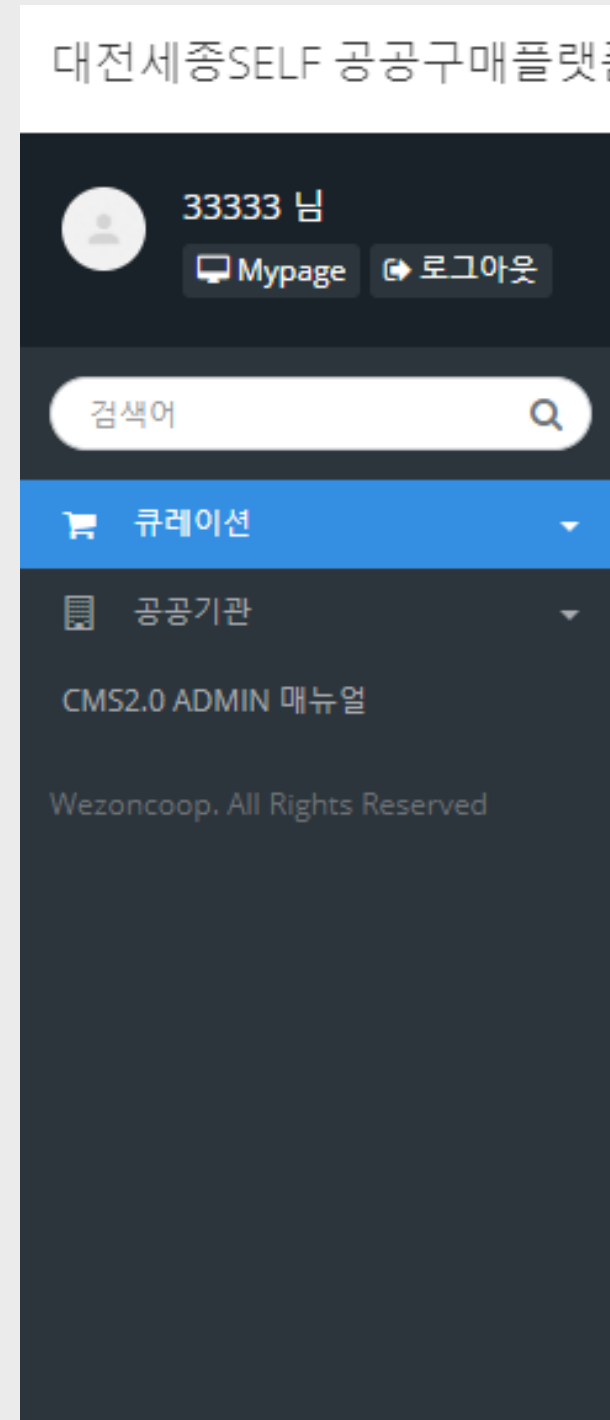 대전세종SELF 공공구매플랫
33333 님
Mypage 로그아웃
검색어
큐레이션
공공기관
CMS2.0 ADMIN 매뉴얼
Wezoncoop. All Rights Reserved